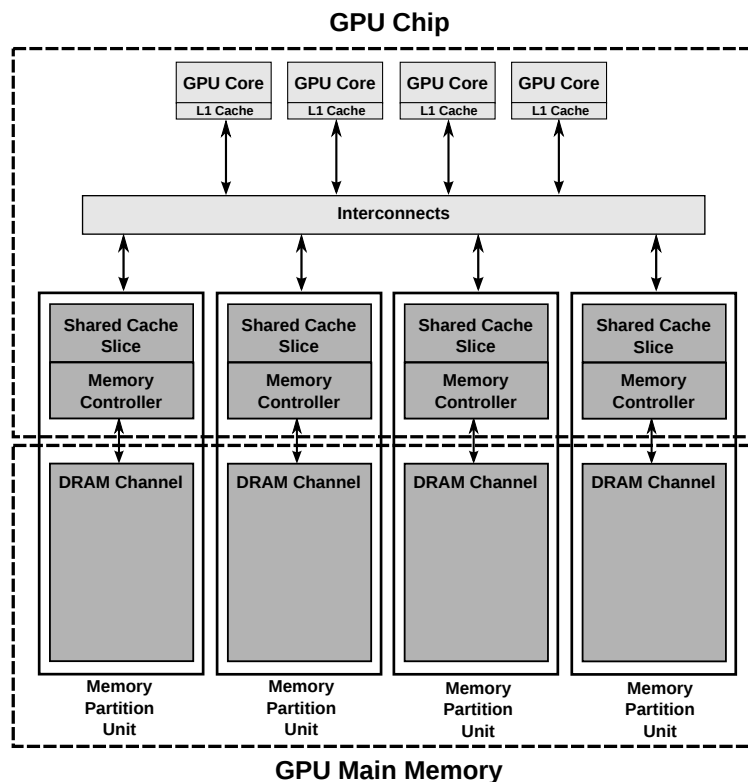 GPU Chip
GPU Core
L1 Cache
GPU Core
L1 Cache
GPU Core
L1 Cache
GPU Core
L1 Cache
Interconnects
Shared Cache
Slice
Memory
Controller
DRAM Channel
Memory
Partition
Unit
Shared Cache
Slice
Memory
Controller
DRAM Channel
Memory
Partition
Unit
Shared Cache
Slice
Memory
Controller
DRAM Channel
Memory
Partition
Unit
Shared Cache
Slice
Memory
Controller
DRAM Channel
Memory
Partition
Unit
GPU Main Memory